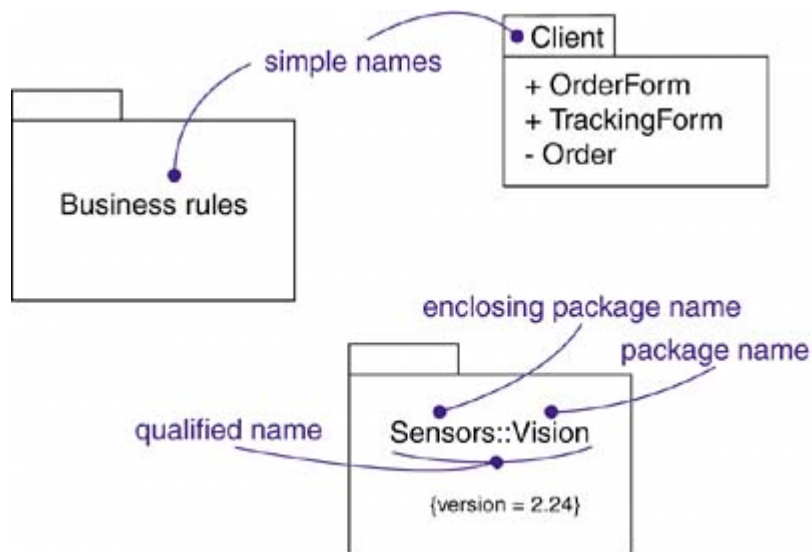 Client
simple names
+ OrderForm
+ TrackingForm
- Order
Business rules
enclosing package name
package name
qualified name
Sensors::Vision
{version = 2.24}